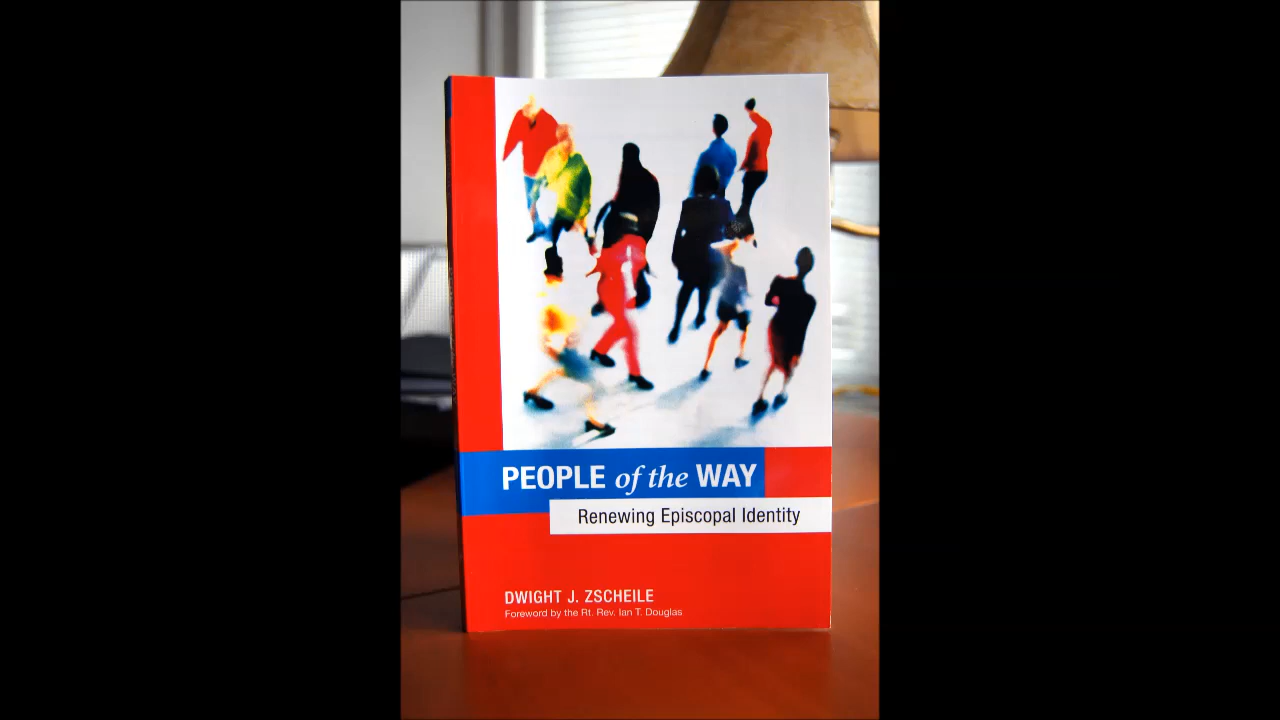 PEOPLE of the WAY
Renewing Episcopal Identity
DWIGHT J. ZSCHEILE
Foreword by the Rt. Rev. Ian T. Douglas